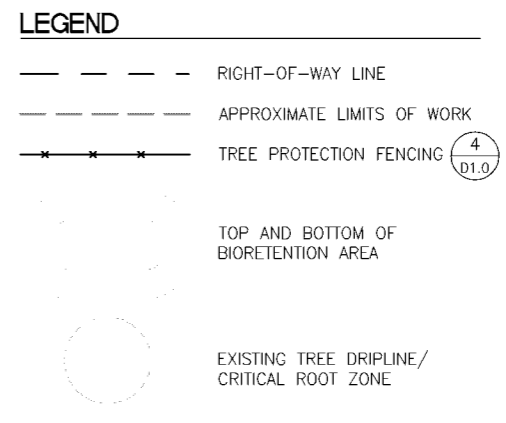 LEGEND
RIGHT-OF-WAY LINE
APPROXIMATE LIMITS OF WORK
TREE PROTECTION FENCING 4
D1.0
TOP AND BOTTOM OF
BIORETENTION AREA
EXISTING TREE DRIPLINE/
CRITICAL ROOT ZONE